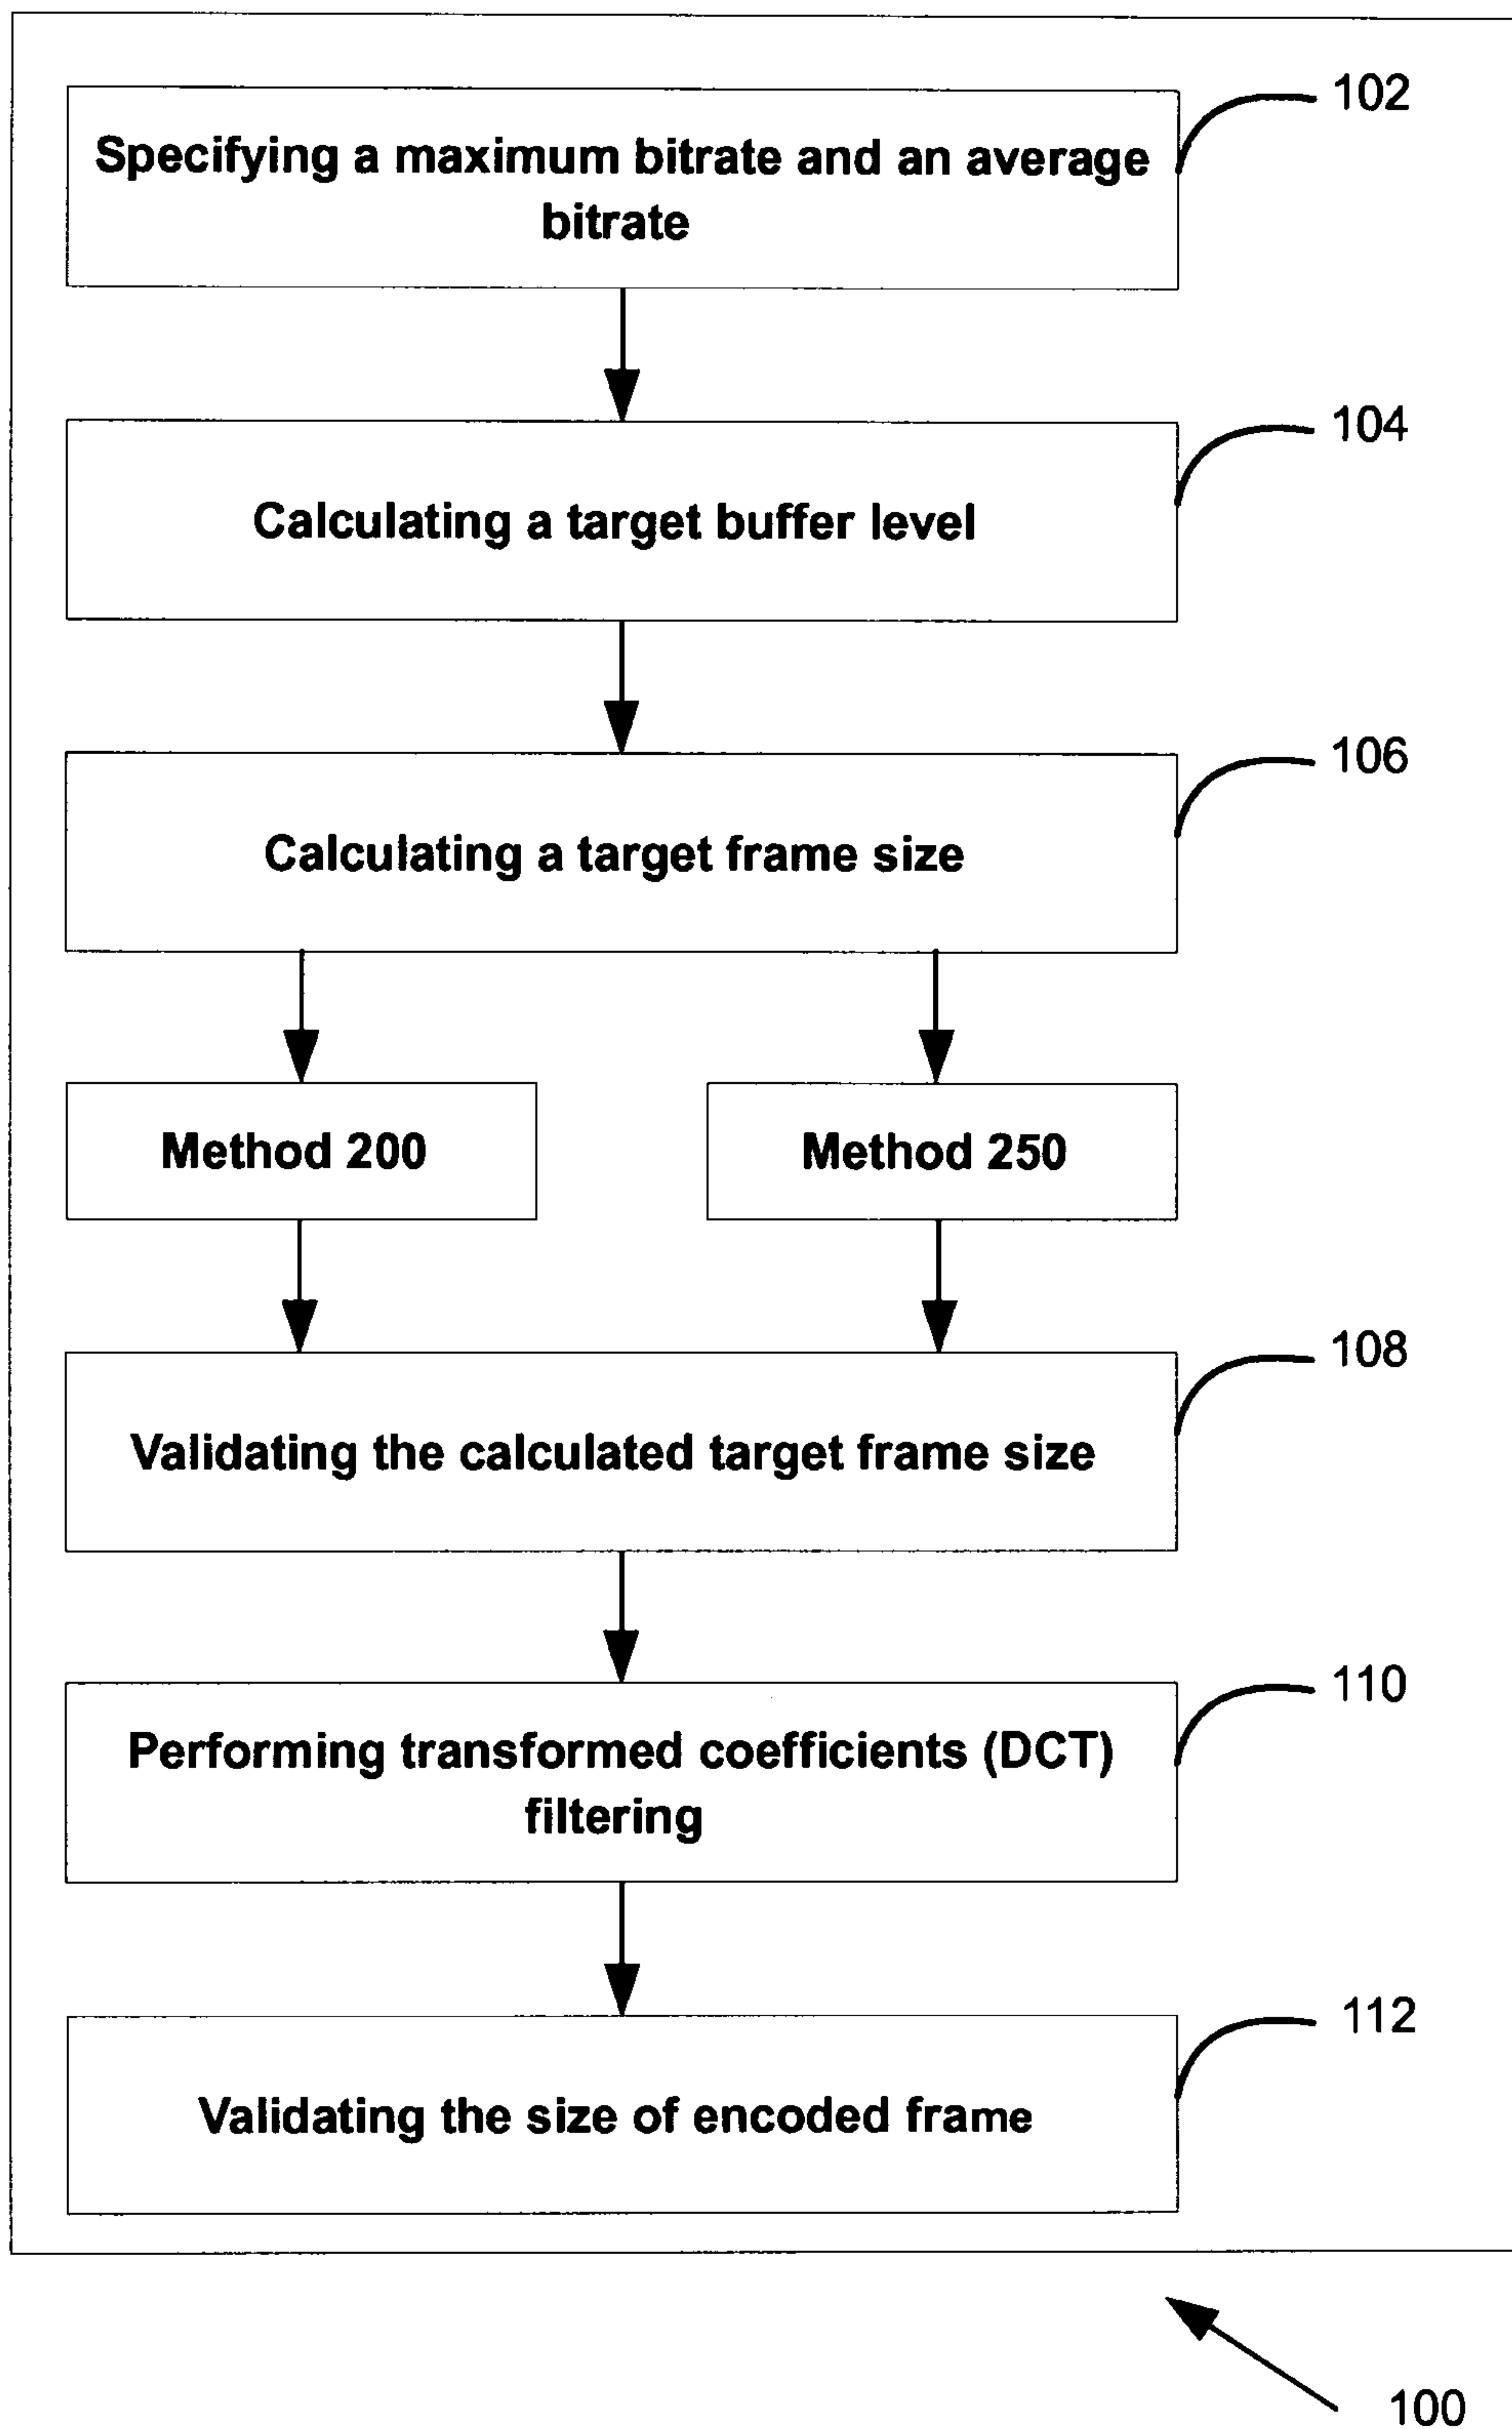 102
Specifying a maximum bitrate and an average
bitrate
104
Calculating a target buffer level
106
Calculating a target frame size
Method 200
Method 250
108
Validating the calculated target frame size
110
Performing transformed coefficients (DCT)
filtering
112
Validating the size of encoded frame
100